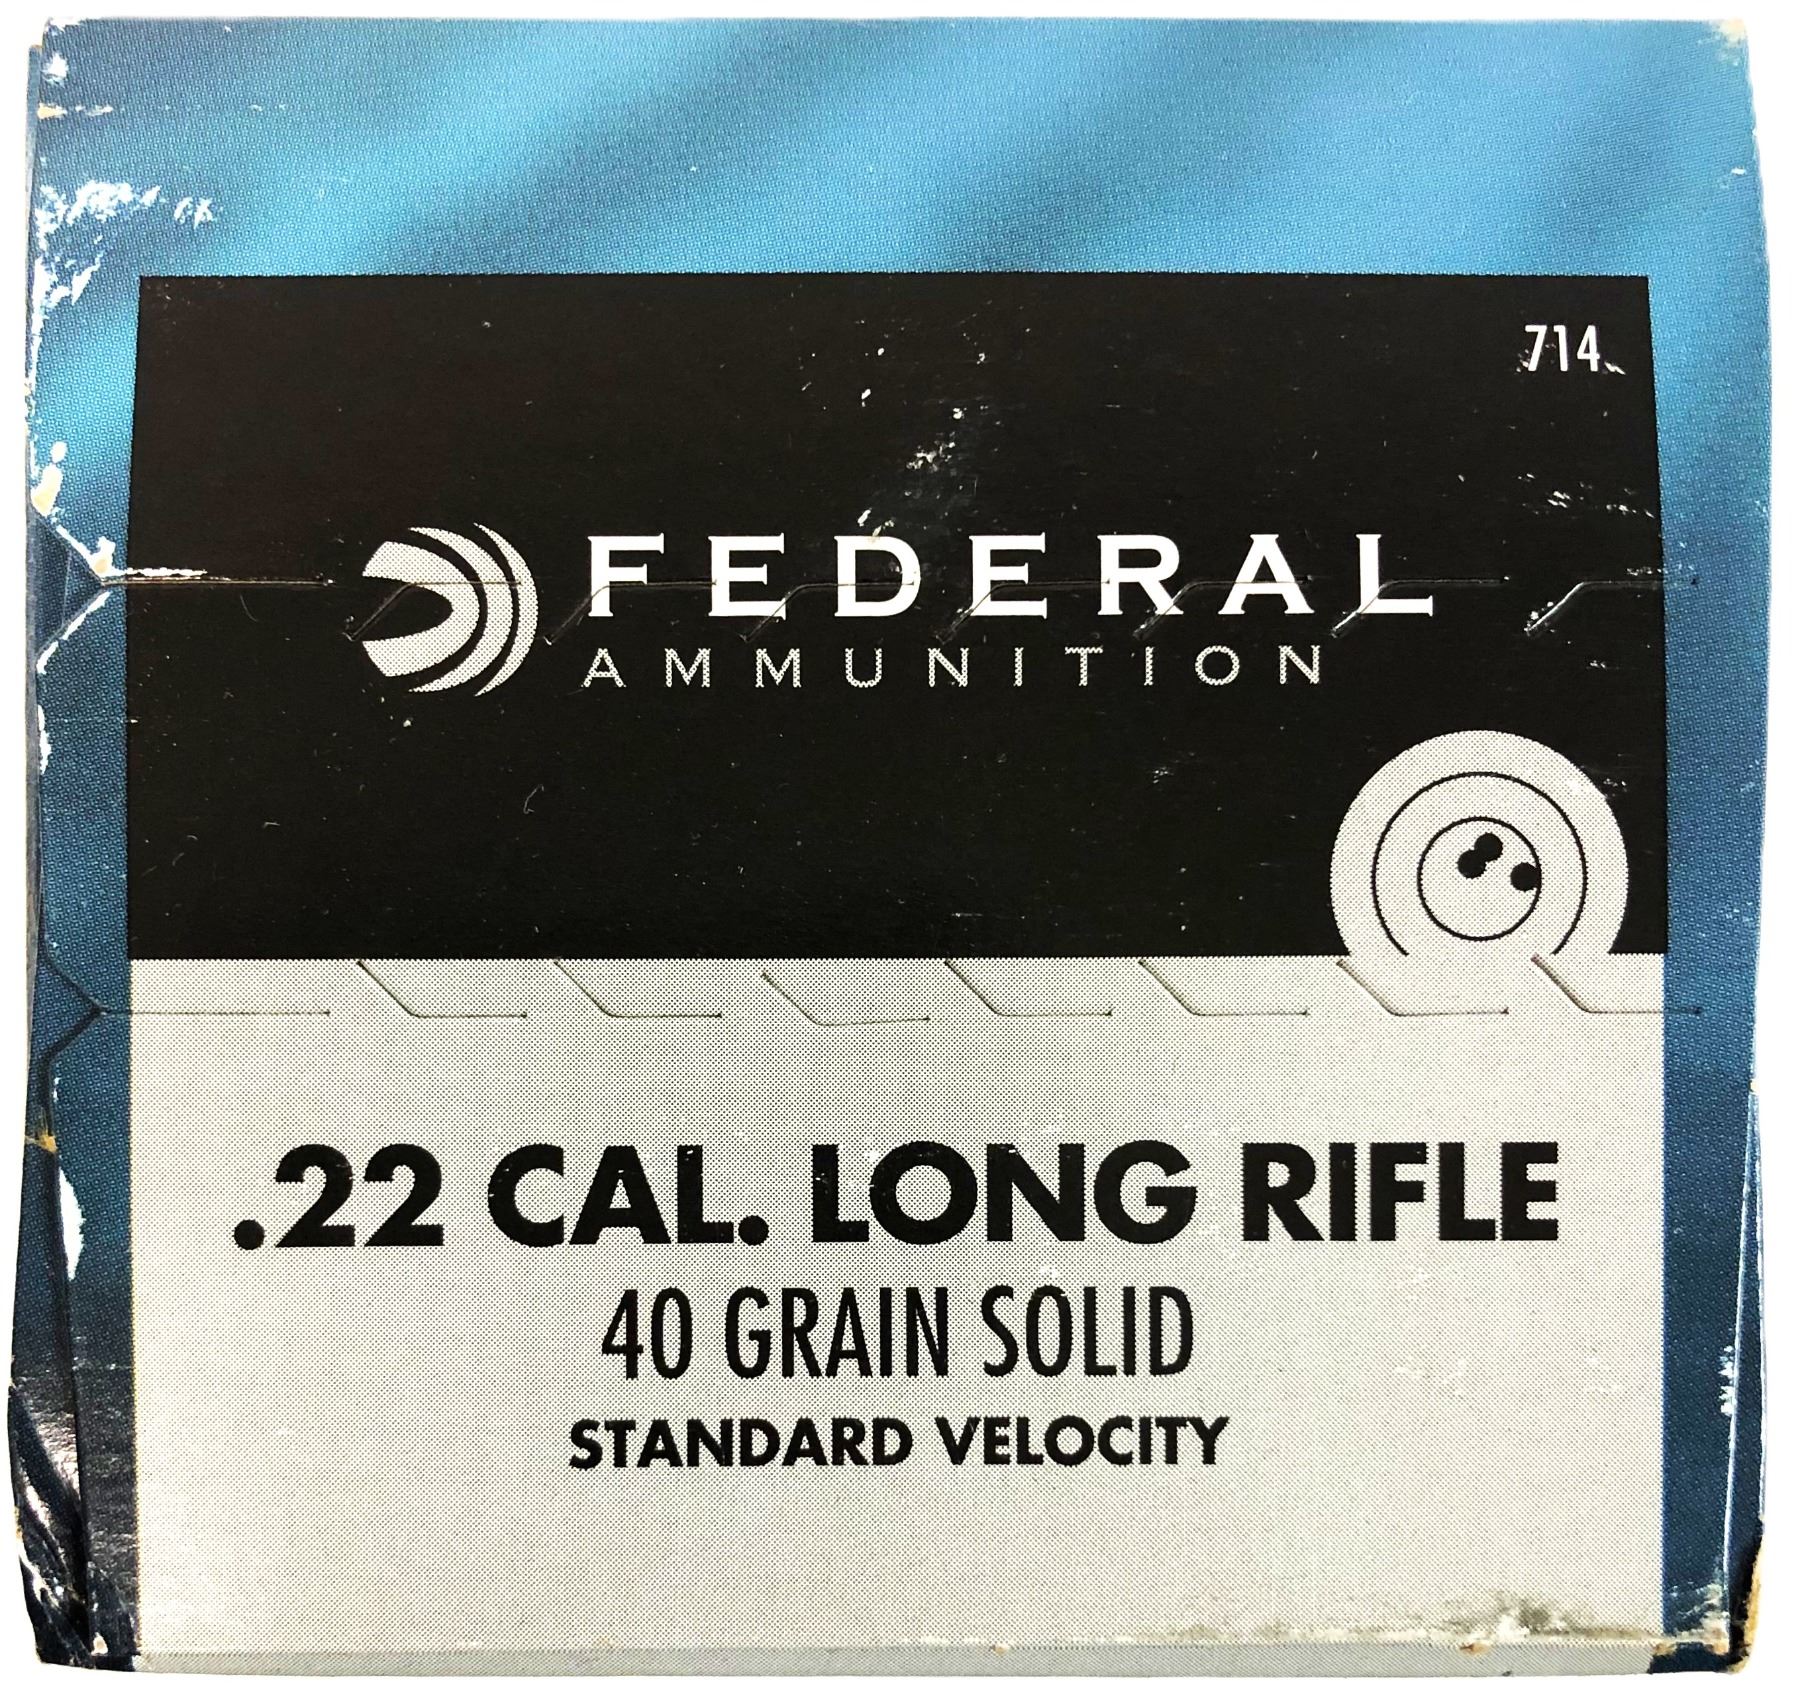 714
FEDERAL
AMMUNITION
.22 CAL. LONG RIFLE
40 GRAIN SOLID
STANDARD VELOCITY